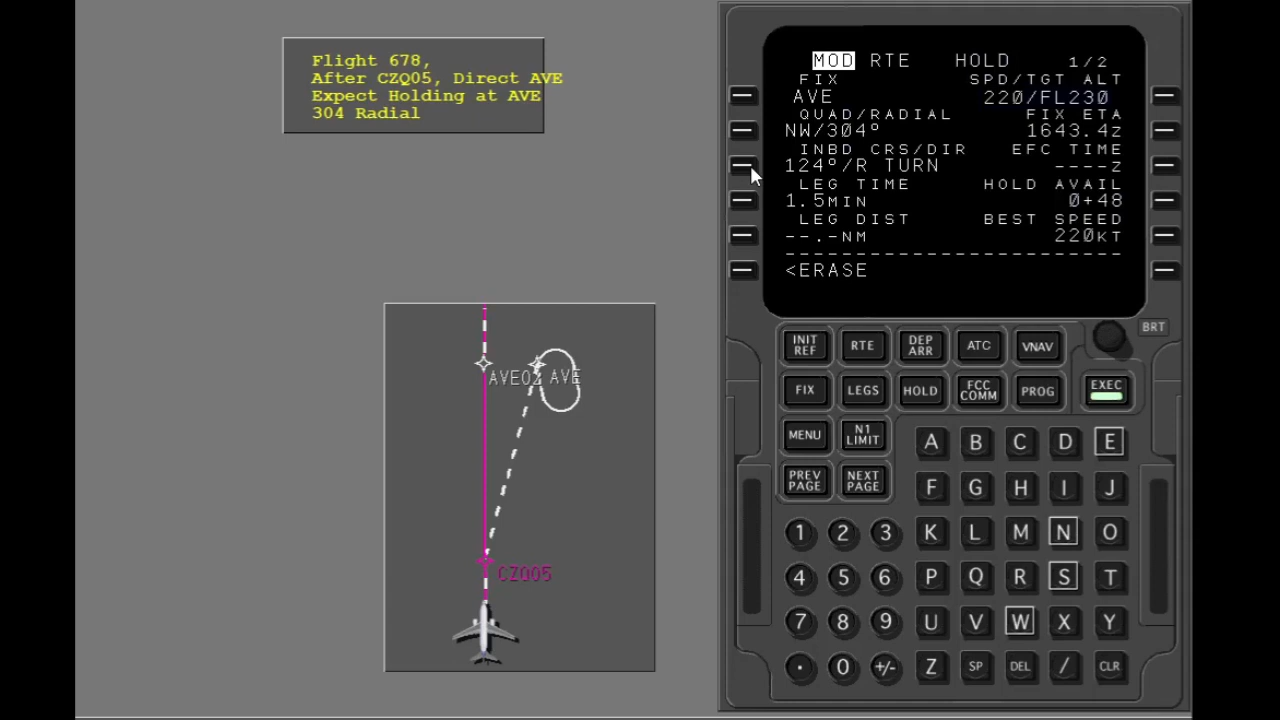 Flight 678,
After CZQ05, Direct AVE
Expect Holding at AVE
304 Radial
MOD RTE HOLD 1/2
FIX SPD/TGT ALT
AVE 220/FL230
QUAD/RADIAL FIX ETA
NW/304° 1643.4Z
INBD CRS/DIR EFC TIME
124°/R TURN ----Z
LEG TIME HOLD AVAIL
1.5MIN 0+48
LEG DIST BEST SPEED
--.-NM 220KT
------------------------
<ERASE
BRT
INIT REF RTE DEP ARR ATC VNAV
FIX LEGS HOLD FCC COMM PROG EXEC
MENU N1 LIMIT
PREV PAGE NEXT PAGE
A B C D E
F G H I J
1 2 3 K L M N O
4 5 6 P Q R S T
7 8 9 U V W X Y
. 0 +/- Z SP DEL / CLR
AVE02 AVE
CZQ05